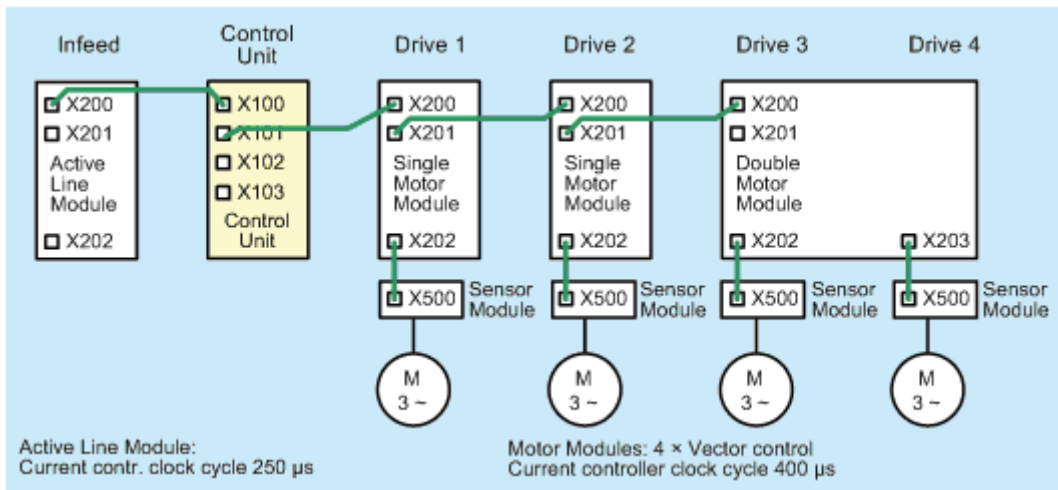 Infeed
Control
Unit
Drive 1
Drive 2
Drive 3
Drive 4
X200
X201
Active
Line
Module
X202
X100
X101
X102
X103
Control
Unit
X200
X201
Single
Motor
Module
X202
X200
X201
Single
Motor
Module
X202
X200
X201
Double
Motor
Module
X202
X203
X500
Sensor
Module
X500
Sensor
Module
X500
Sensor
Module
X500
Sensor
Module
M
3 ~
M
3 ~
M
3 ~
M
3 ~
Active Line Module:
Current contr. clock cycle 250 µs
Motor Modules: 4 × Vector control
Current controller clock cycle 400 µs